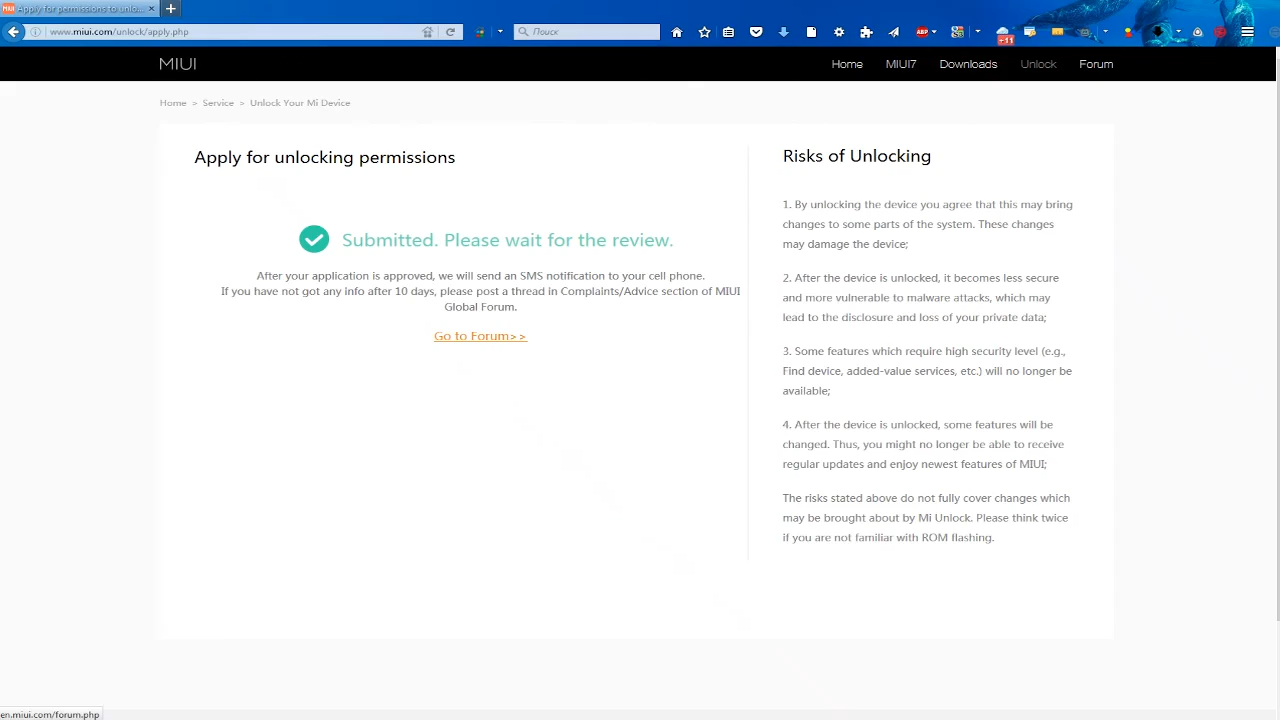 Apply for permissions to unlo...
www.miui.com/unlock/apply.php
Поиск
ABP
+11
MIUI
Home
MIUI7
Downloads
Unlock
Forum
Home > Service > Unlock Your Mi Device
Apply for unlocking permissions
Submitted. Please wait for the review.
After your application is approved, we will send an SMS notification to your cell phone.
If you have not got any info after 10 days, please post a thread in Complaints/Advice section of MIUI
Global Forum.
Go to Forum>>
Risks of Unlocking
1. By unlocking the device you agree that this may bring
changes to some parts of the system. These changes
may damage the device;
2. After the device is unlocked, it becomes less secure
and more vulnerable to malware attacks, which may
lead to the disclosure and loss of your private data;
3. Some features which require high security level (e.g.,
Find device, added-value services, etc.) will no longer be
available;
4. After the device is unlocked, some features will be
changed. Thus, you might no longer be able to receive
regular updates and enjoy newest features of MIUI;
The risks stated above do not fully cover changes which
may be brought about by Mi Unlock. Please think twice
if you are not familiar with ROM flashing.
en.miui.com/forum.php